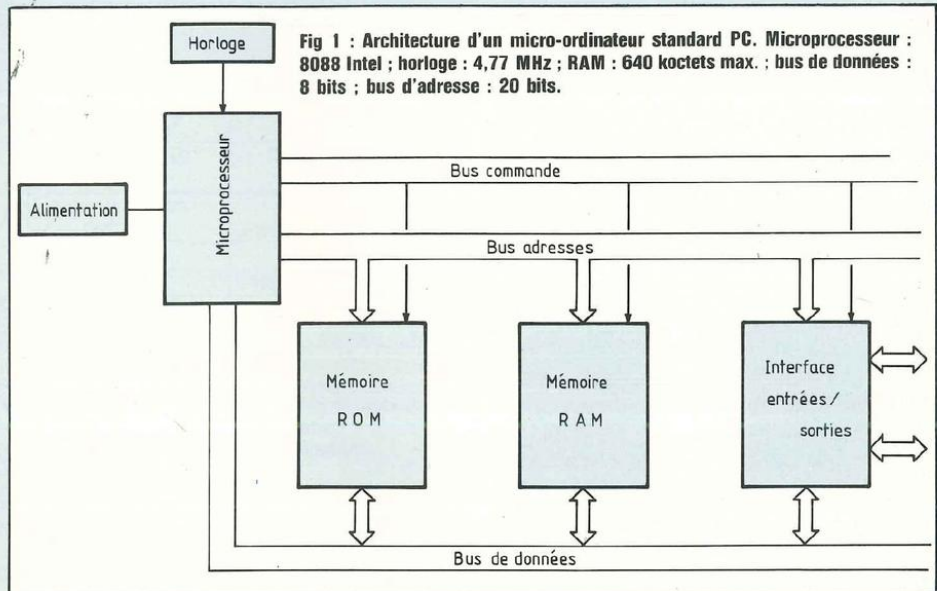 Horloge
Fig 1 : Architecture d'un micro-ordinateur standard PC. Microprocesseur :
8088 Intel ; horloge : 4,77 MHz ; RAM : 640 koctets max. ; bus de données :
8 bits ; bus d'adresse : 20 bits.
Microprocesseur
Alimentation
Bus commande
Bus adresses
Mémoire
ROM
Mémoire
RAM
Interface
entrées/
sorties
Bus de données